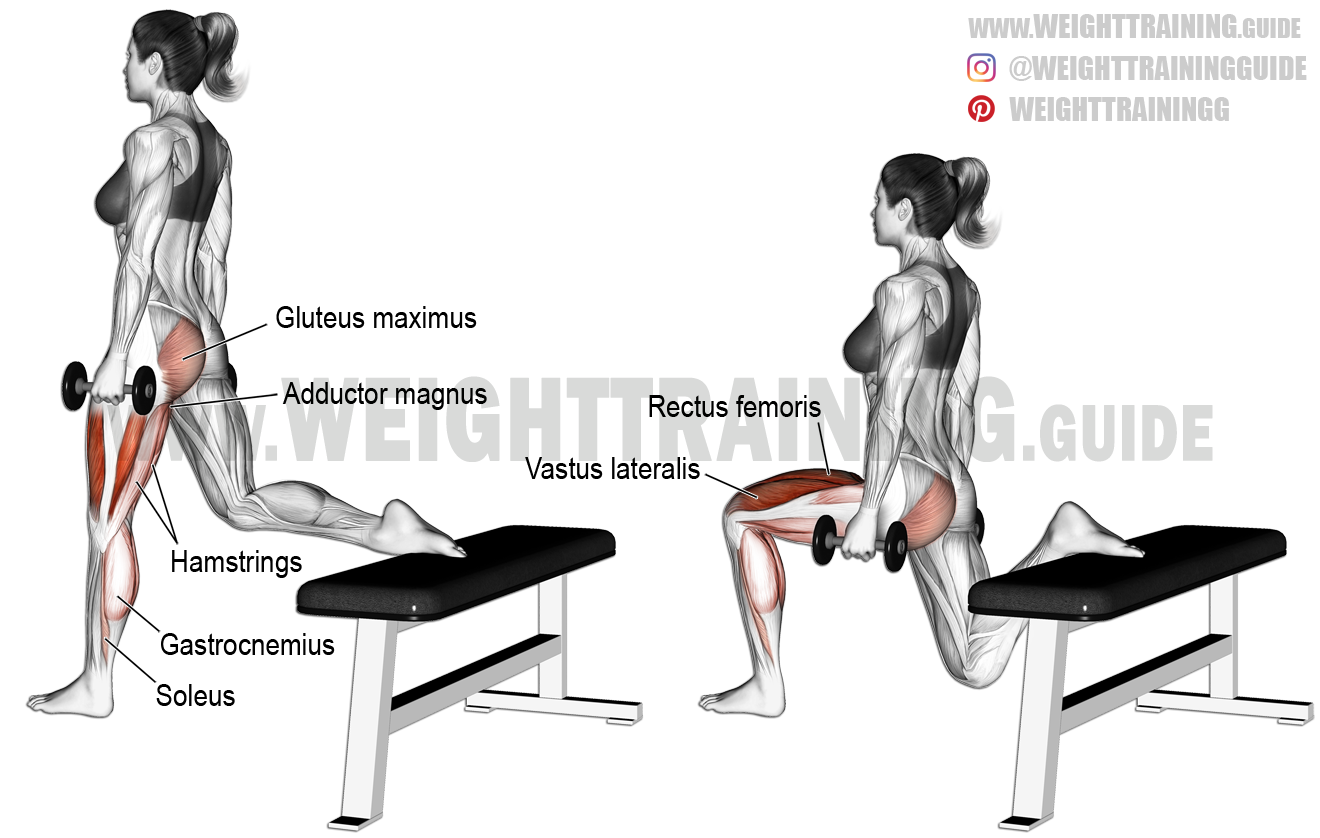 www.WEIGHTTRAINING.GUIDE
@WEIGHTTRAININGGUIDE
WEIGHTTRAININGG
Gluteus maximus
Adductor magnus
Rectus femoris
www.WEIGHTTRAINING.GUIDE
Vastus lateralis
Hamstrings
Gastrocnemius
Soleus